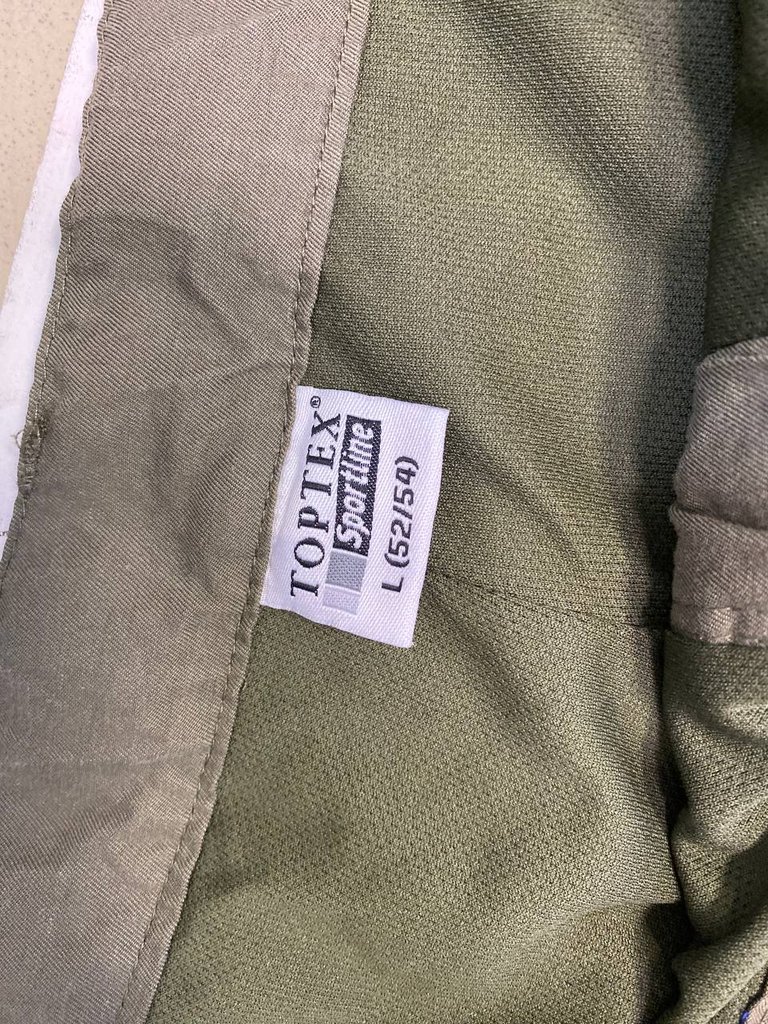 TOPTEX®
Sportline
L (52/54)